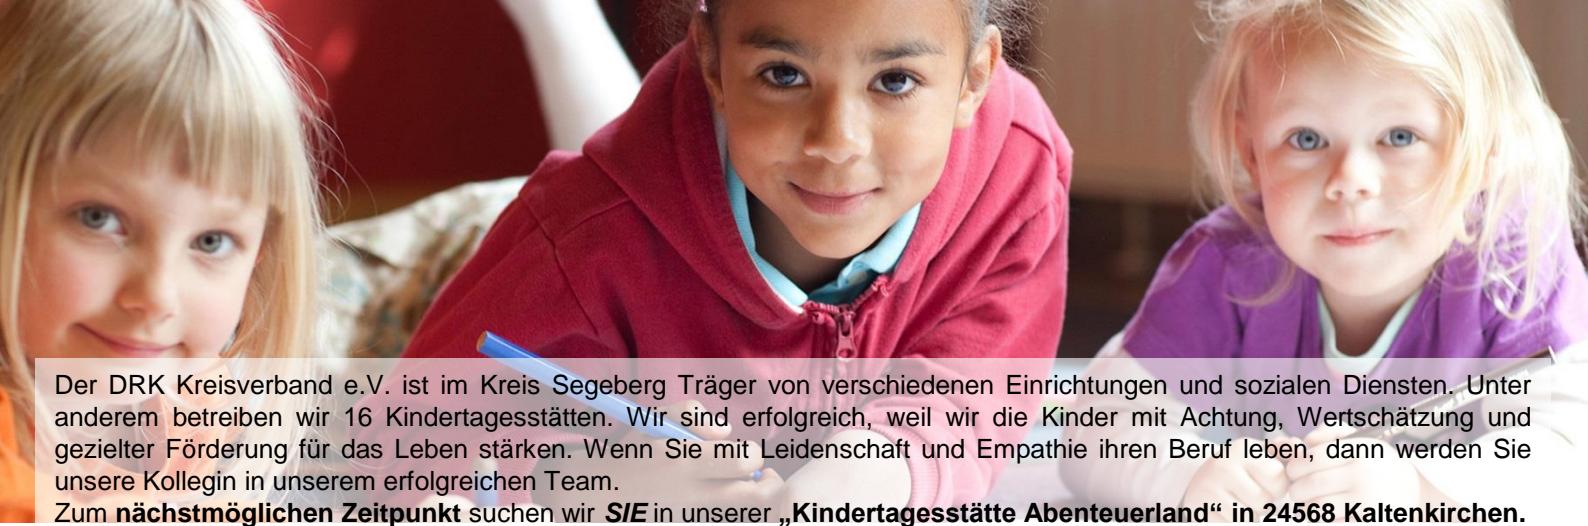 Der DRK Kreisverband e.V. ist im Kreis Segeberg Träger von verschiedenen Einrichtungen und sozialen Diensten. Unter
anderem betreiben wir 16 Kindertagesstätten. Wir sind erfolgreich, weil wir die Kinder mit Achtung, Wertschätzung und
gezielter Förderung für das Leben stärken. Wenn Sie mit Leidenschaft und Empathie ihren Beruf leben, dann werden Sie
unsere Kollegin in unserem erfolgreichen Team.
Zum nächstmöglichen Zeitpunkt suchen wir SIE in unserer „Kindertagesstätte Abenteuerland“ in 24568 Kaltenkirchen.